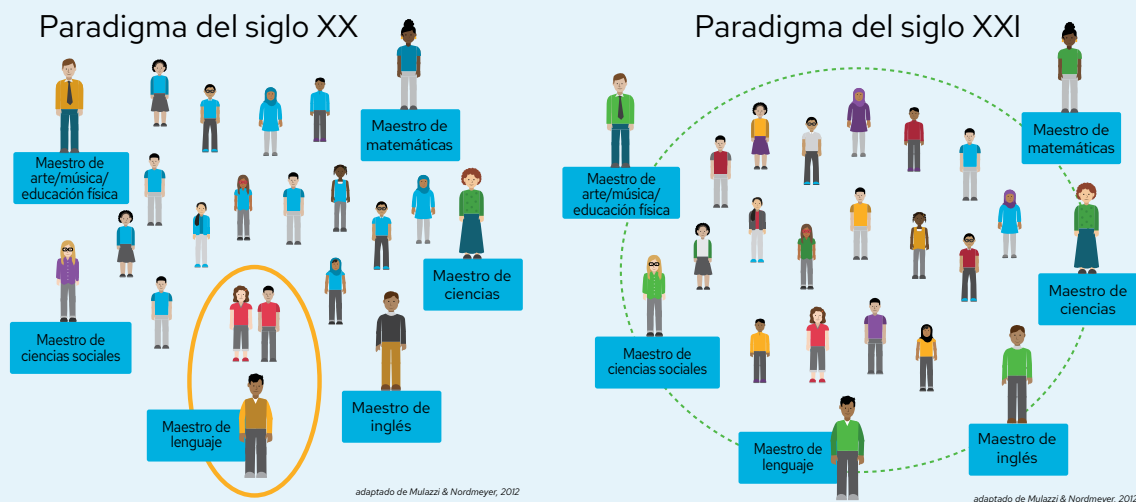 Paradigma del siglo XX
Maestro de
arte/música/
educación física
Maestro de
matemáticas
Maestro de
ciencias
Maestro de
ciencias sociales
Maestro de
inglés
Maestro de
lenguaje
adaptado de Mulazzi & Nordmeyer, 2012
Paradigma del siglo XXI
Maestro de
arte/música/
educación física
Maestro de
matemáticas
Maestro de
ciencias
Maestro de
ciencias sociales
Maestro de
inglés
Maestro de
lenguaje
adaptado de Mulazzi & Nordmeyer, 2012